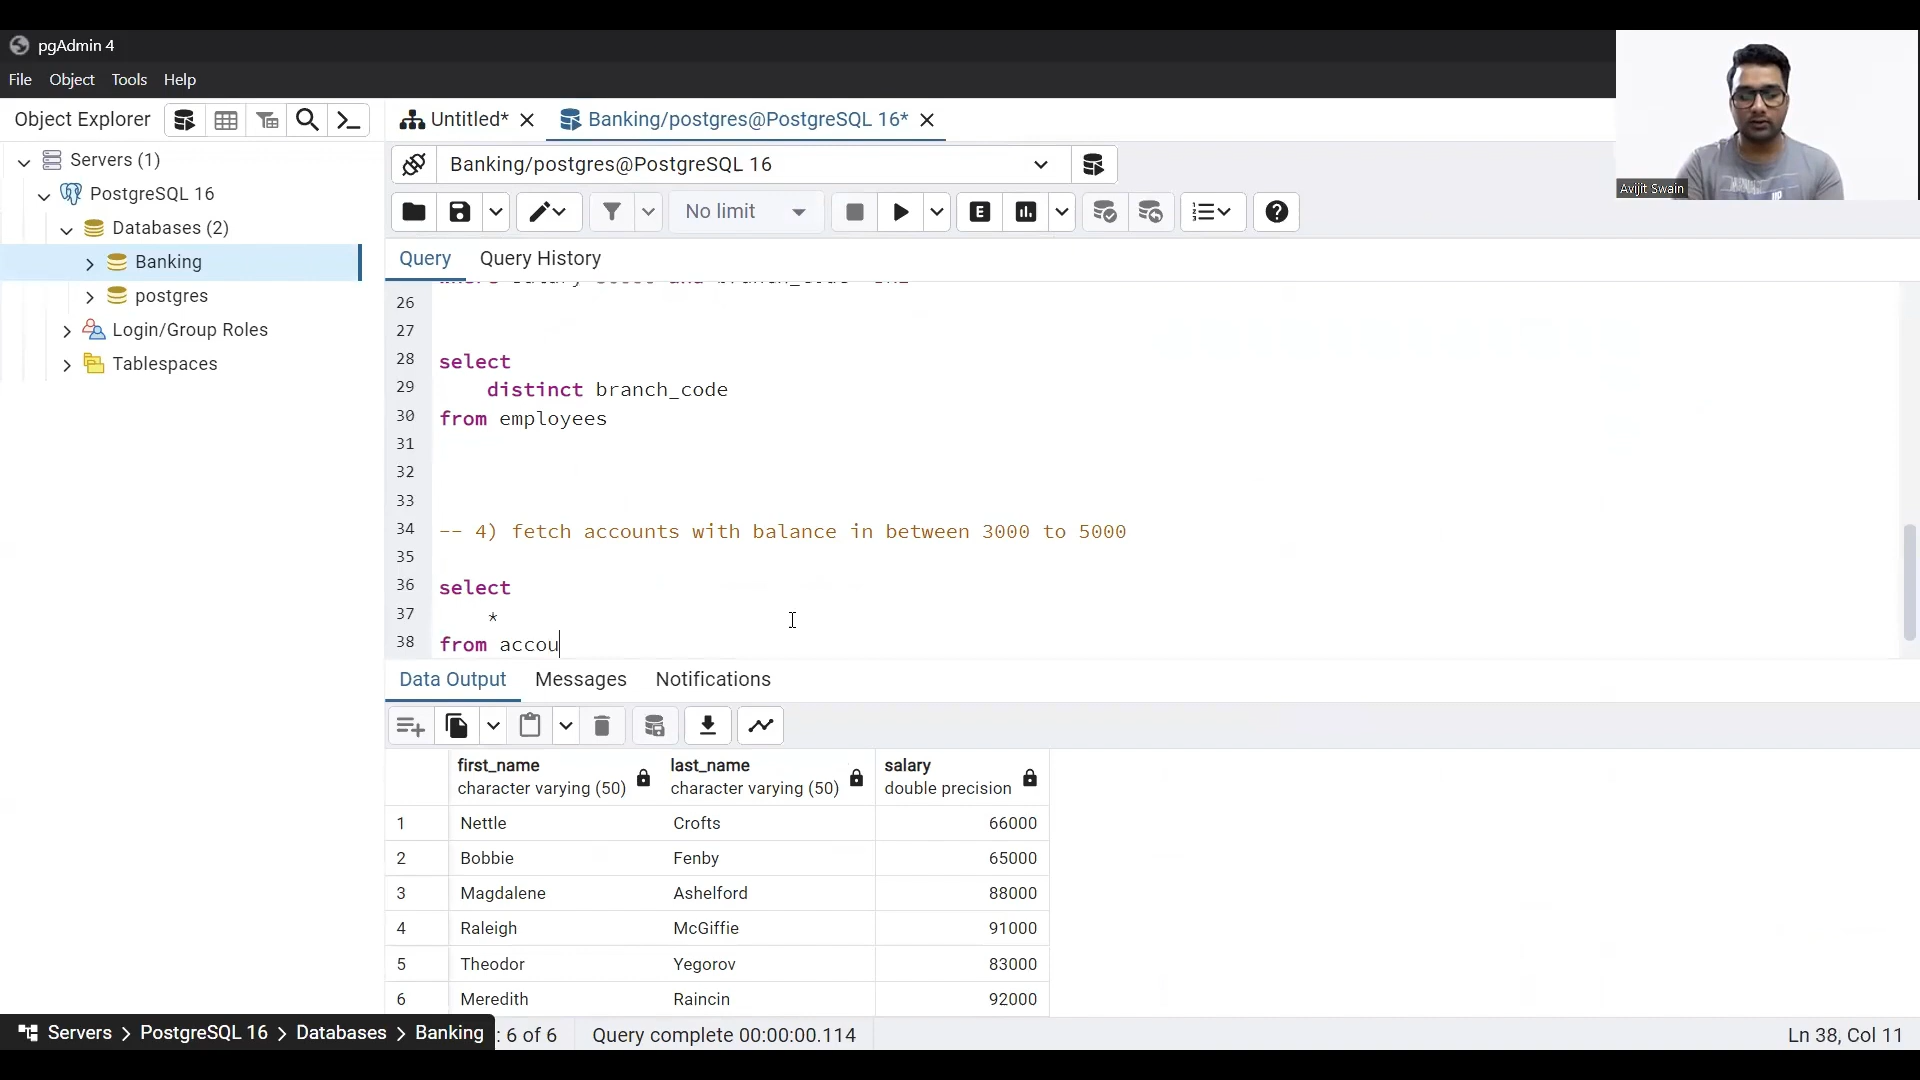 pgAdmin 4
File Object Tools Help
Avijit Swain
Object Explorer
Untitled* Banking/postgres@PostgreSQL 16*
Servers (1)
PostgreSQL 16
Databases (2)
Banking
postgres
Login/Group Roles
Tablespaces
Banking/postgres@PostgreSQL 16
No limit
E
Query Query History
26
27
28 select
29 distinct branch_code
30 from employees
31
32
33
34 -- 4) fetch accounts with balance in between 3000 to 5000
35
36 select
37 *
38 from accou
Data Output Messages Notifications
first_name last_name salary
character varying (50) character varying (50) double precision
1 Nettle Crofts 66000
2 Bobbie Fenby 65000
3 Magdalene Ashelford 88000
4 Raleigh McGiffie 91000
5 Theodor Yegorov 83000
6 Meredith Raincin 92000
Servers > PostgreSQL 16 > Databases > Banking : 6 of 6 Query complete 00:00:00.114 Ln 38, Col 11